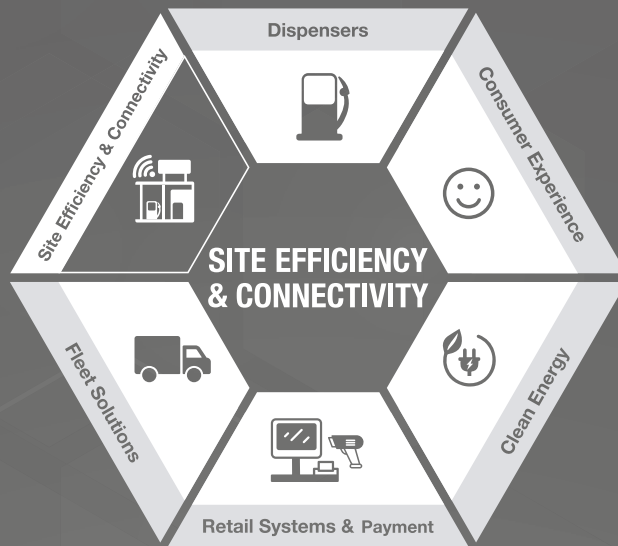 Dispensers
Site Efficiency & Connectivity
Consumer Experience
SITE EFFICIENCY
& CONNECTIVITY
Fleet Solutions
Clean Energy
Retail Systems & Payment